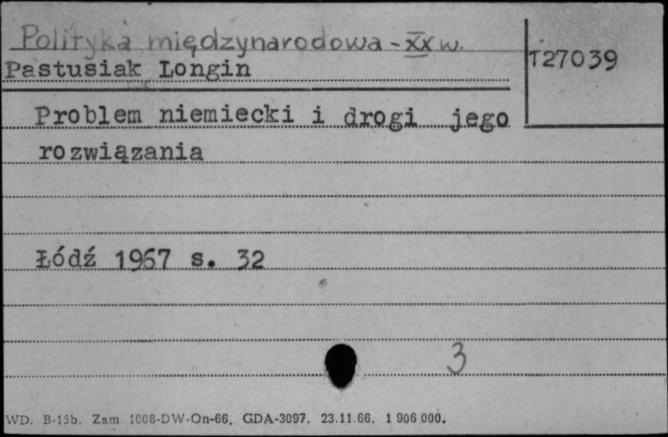 Polityka międzynarodowa - XX w.
Pastusiak Longin
T27039
Problem niemiecki i drogi jego
rozwiązania
Łódź 1967 s. 32
3
WD. B-15b. Zam 1008-DW-On-66. GDA-3097. 23.11.66. 1 906 000.